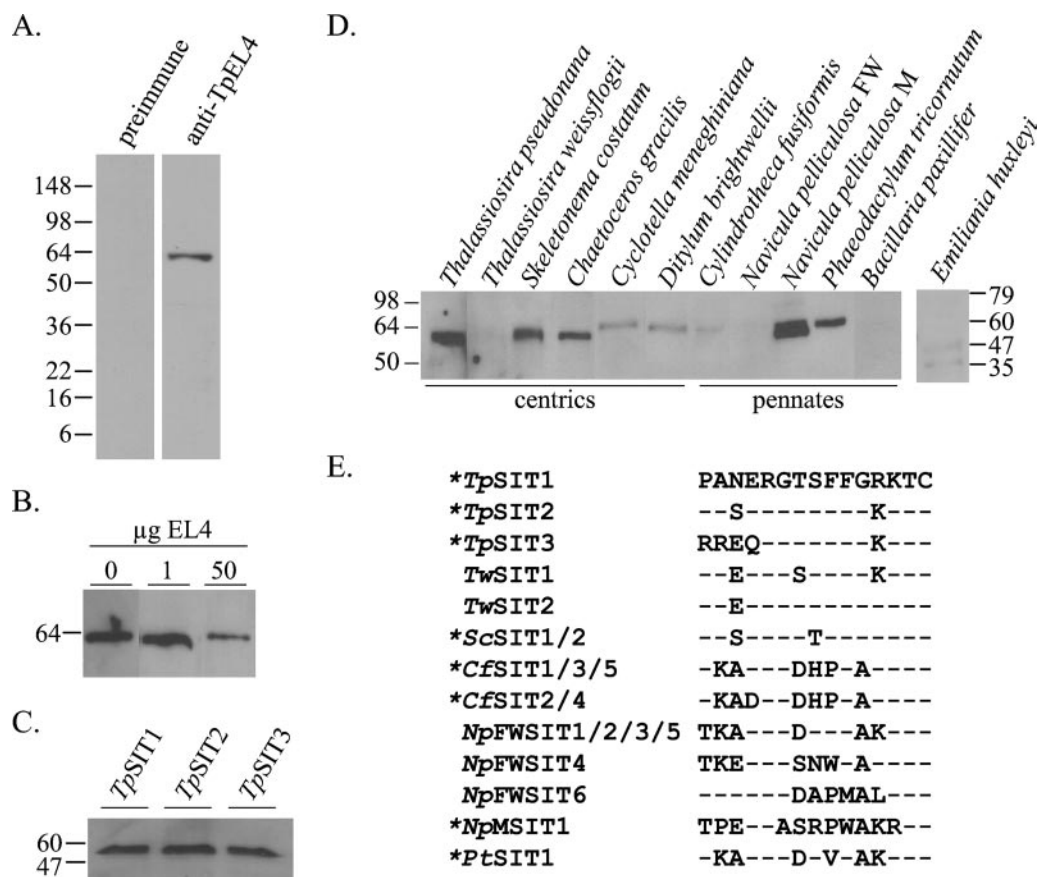 A.
preimmune
anti-TpEL4
148
98
64
50
36
22
16
6
B.
µg EL4
0 1 50
64
C.
TpSIT1
TpSIT2
TpSIT3
60
47
D.
Thalassiosira pseudonana
Thalassiosira weissflogii
Skeletonema costatum
Chaetoceros gracilis
Cyclotella meneghiniana
Ditylum brightwellii
Cylindrotheca fusiformis
Navicula pelliculosa FW
Navicula pelliculosa M
Phaeodactylum tricornutum
Bacillaria paxillifer
Emiliania huxleyi
98
64
50
79
60
47
35
centrics
pennates
E.
*TpSIT1 PANERGTSFFGRKTC
*TpSIT2 --S--------K---
*TpSIT3 RREQ-------K---
TwSIT1 --E---S----K---
TwSIT2 --E------------
*ScSIT1/2 --S----T-------
*CfSIT1/3/5 -KA---DHP-A----
*CfSIT2/4 -KAD--DHP-A----
NpFWSIT1/2/3/5 TKA---D---AK---
NpFWSIT4 TKE---SNW-A----
NpFWSIT6 ------DAPMAL---
*NpMSIT1 TPE--ASRPWAKR--
*PtSIT1 -KA---D-V-AK---